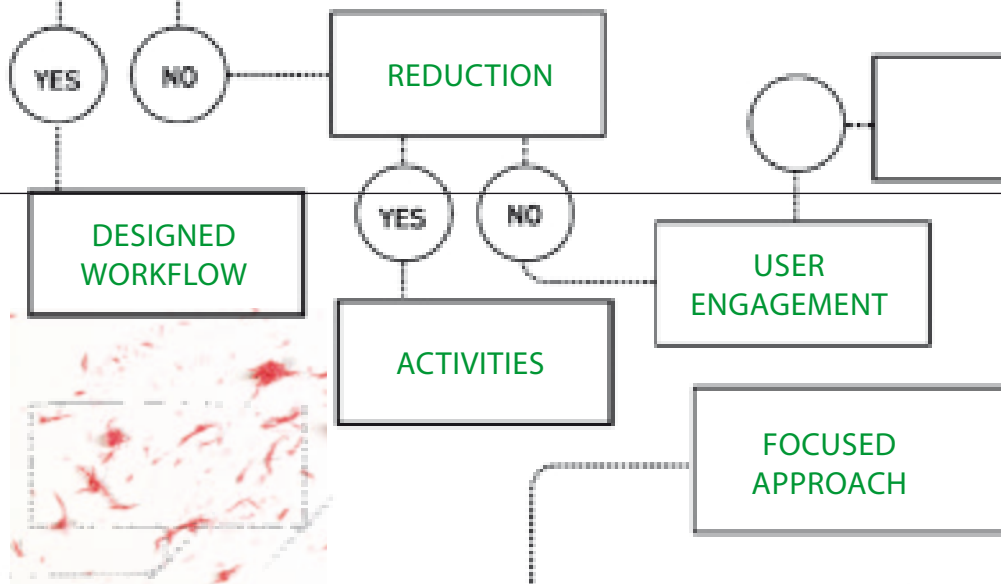 YES
NO
REDUCTION
DESIGNED
WORKFLOW
YES
NO
USER
ENGAGEMENT
ACTIVITIES
FOCUSED
APPROACH